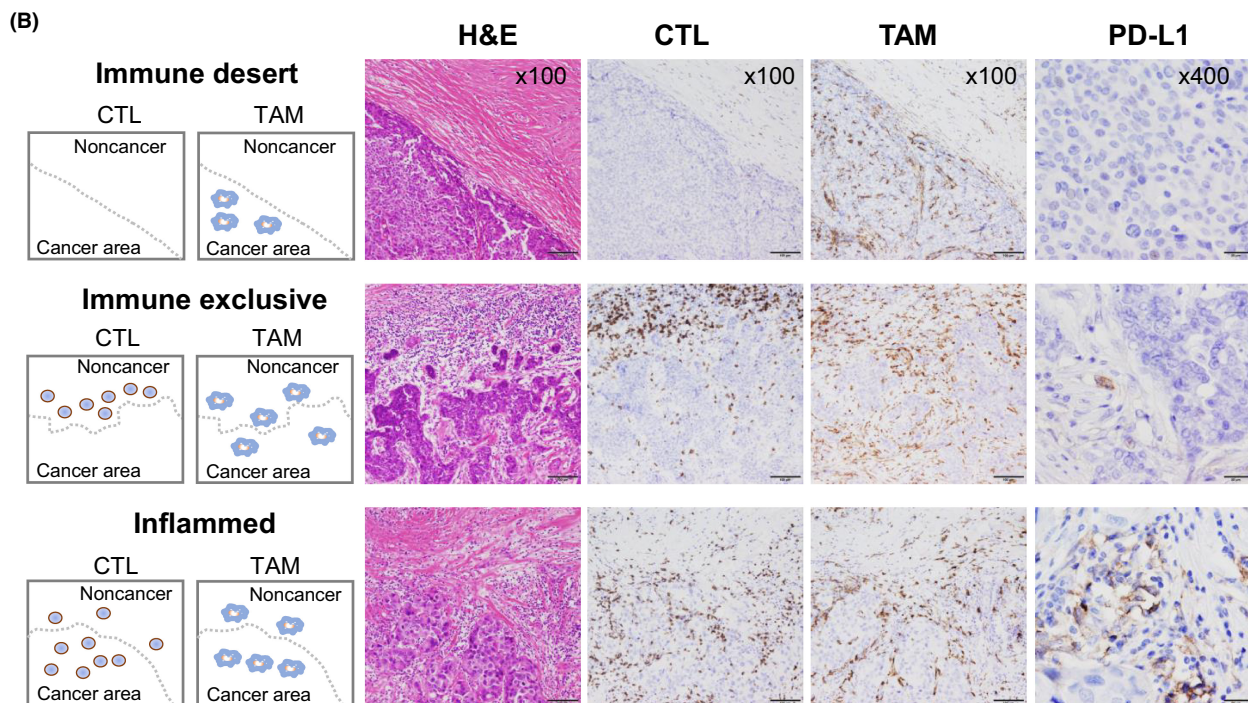 (B)
H&E CTL TAM PD-L1
Immune desert
x100 x100 x100 x400
CTL TAM
Noncancer Noncancer
Cancer area Cancer area
Immune exclusive
CTL TAM
Noncancer Noncancer
Cancer area Cancer area
Inflammed
CTL TAM
Noncancer Noncancer
Cancer area Cancer area